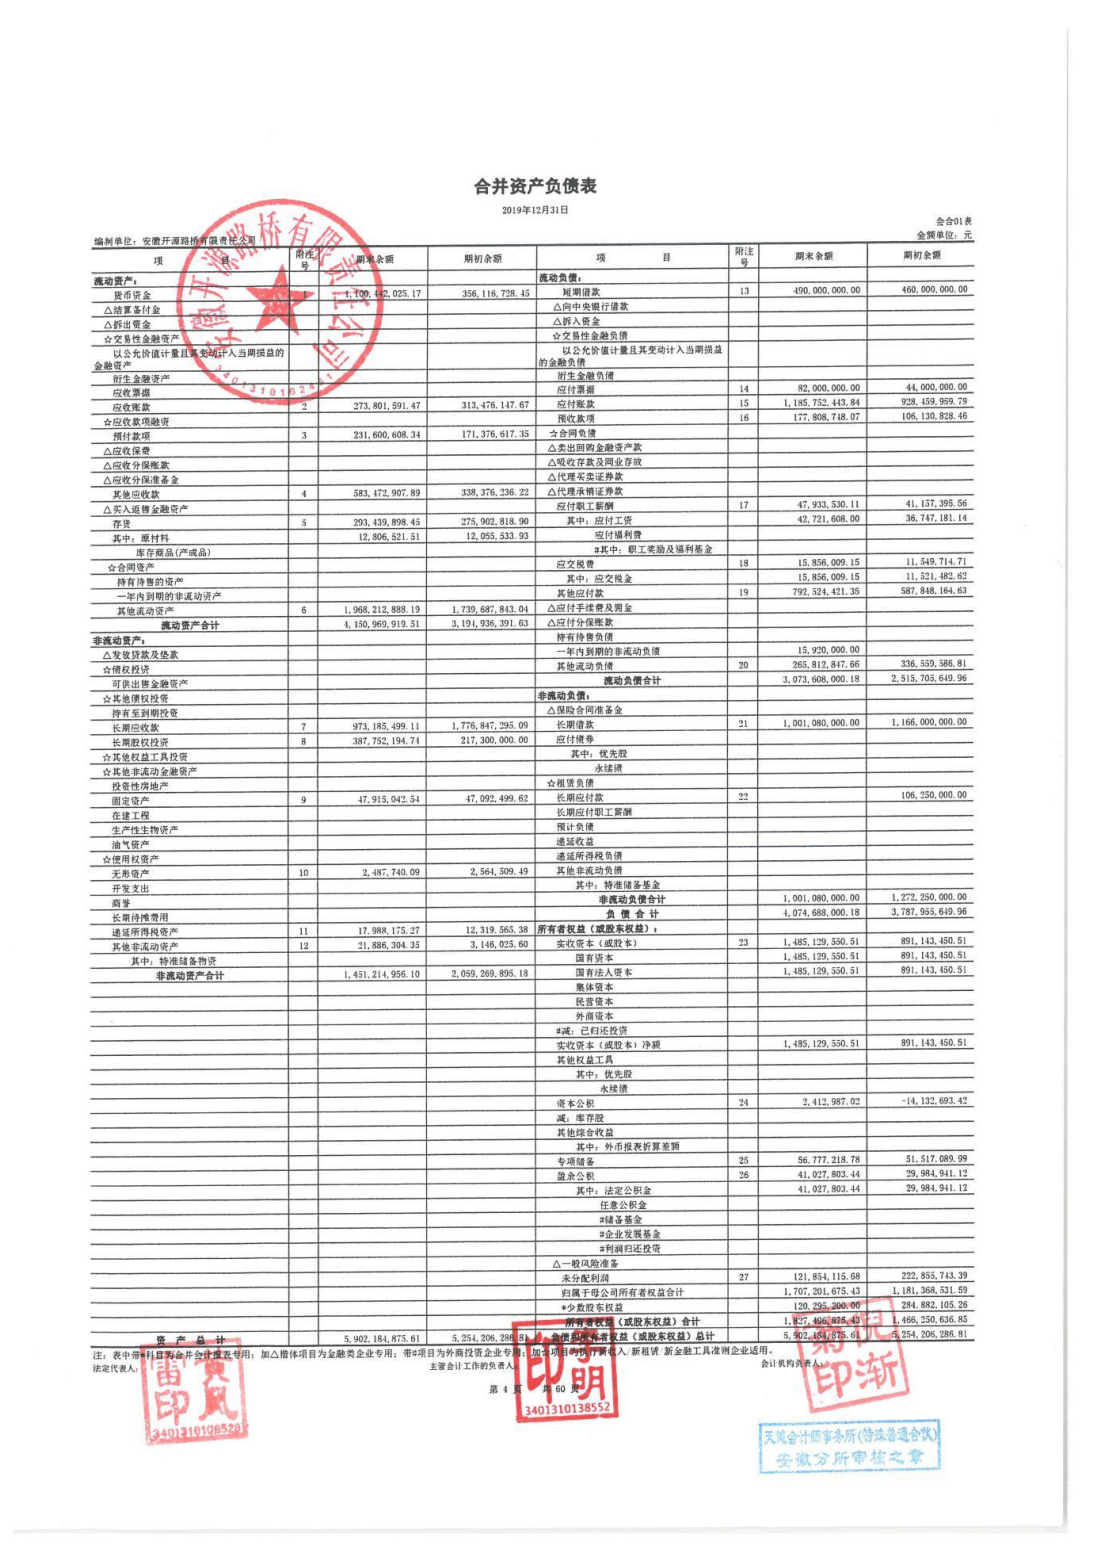 合并资产负债表
2019年12月31日
会合01表
编制单位：安徽开源路桥有限责任公司 金额单位：元
项 目 附注号 期末余额 期初余额 项 目 附注号 期末余额 期初余额
流动资产： 流动负债：
货币资金 1 1,100,442,025.17 356,116,728.45 短期借款 13 490,000,000.00 460,000,000.00
△结算备付金 △向中央银行借款
△拆出资金 △拆入资金
☆交易性金融资产 ☆交易性金融负债
以公允价值计量且其变动计入当期损益的金融资产 以公允价值计量且其变动计入当期损益的金融负债
衍生金融资产 衍生金融负债
应收票据 应付票据 14 82,000,000.00 44,000,000.00
应收账款 2 273,801,591.47 313,476,147.67 应付账款 15 1,185,752,443.84 928,459,959.79
☆应收款项融资 预收款项 16 177,808,748.07 106,130,828.46
预付款项 3 231,600,608.34 171,376,617.35 ☆合同负债
△应收保费 △卖出回购金融资产款
△应收分保账款 △吸收存款及同业存放
△应收分保准备金 △代理买卖证券款
其他应收款 4 583,472,907.89 338,376,236.22 △代理承销证券款
△买入返售金融资产 应付职工薪酬 17 47,933,530.11 41,157,395.56
存货 5 293,439,898.45 275,902,818.90 其中：应付工资 42,721,608.00 36,747,181.14
其中：原材料 12,806,521.51 12,055,533.93 应付福利费
库存商品(产成品) #其中：职工奖励及福利基金
☆合同资产 应交税费 18 15,856,009.15 11,549,714.71
持有待售的资产 其中：应交税金 15,856,009.15 11,521,482.62
一年内到期的非流动资产 其他应付款 19 792,524,421.35 587,848,164.63
其他流动资产 6 1,968,212,888.19 1,739,687,843.04 △应付手续费及佣金
流动资产合计 4,450,969,919.51 3,194,936,391.63 △应付分保账款
非流动资产： 持有待售负债
△发放贷款及垫款 一年内到期的非流动负债 15,920,000.00
☆债权投资 其他流动负债 20 265,812,847.66 336,559,586.81
可供出售金融资产 流动负债合计 3,073,608,000.18 2,515,705,649.96
☆其他债权投资 非流动负债：
持有至到期投资 △保险合同准备金
长期应收款 7 973,185,499.11 1,776,847,295.09 长期借款 21 1,001,080,000.00 1,166,000,000.00
长期股权投资 8 387,752,194.74 217,300,000.00 应付债券
☆其他权益工具投资 其中：优先股
☆其他非流动金融资产 永续债
投资性房地产 ☆租赁负债
固定资产 9 47,915,042.54 47,092,499.62 长期应付款 22 106,250,000.00
在建工程 长期应付职工薪酬
生产性生物资产 预计负债
油气资产 递延收益
☆使用权资产 递延所得税负债
无形资产 10 2,487,740.09 2,564,509.49 其他非流动负债
开发支出 其中：特准储备基金
商誉 非流动负债合计 1,001,080,000.00 1,272,250,000.00
长期待摊费用 负 债 合 计 4,074,688,000.18 3,787,955,649.96
递延所得税资产 11 17,988,175.27 12,319,565.38 所有者权益（或股东权益）：
其他非流动资产 12 21,886,304.35 3,146,025.60 实收资本（或股本） 23 1,485,129,550.51 891,143,450.51
其中：特准储备物资 国有资本 1,485,129,550.51 891,143,450.51
非流动资产合计 1,451,214,956.10 2,059,269,895.18 国有法人资本 1,485,129,550.51 891,143,450.51
集体资本
民营资本
外商资本
#减：已归还投资
实收资本（或股本）净额 1,485,129,550.51 891,143,450.51
其他权益工具
其中：优先股
永续债
资本公积 24 2,412,987.02 -14,132,693.42
减：库存股
其他综合收益
其中：外币报表折算差额
专项储备 25 56,777,218.78 51,517,089.99
盈余公积 26 41,027,803.44 29,984,941.12
其中：法定公积金 41,027,803.44 29,984,941.12
任意公积金
#储备基金
#企业发展基金
#利润归还投资
△一般风险准备
未分配利润 27 121,854,115.68 222,855,743.39
归属于母公司所有者权益合计 1,707,201,675.43 1,181,368,531.59
*少数股东权益 120,295,200.00 284,882,105.26
所有者权益（或股东权益）合计 1,827,496,875.43 1,466,250,636.85
资 产 总 计 5,902,184,875.61 5,254,206,286.81 负债和所有者权益（或股东权益）总计 5,902,184,875.61 5,254,206,286.81
注：表中带*科目为合并会计报表专用；加△楷体项目为金融类企业专用；带#项目为外商投资企业专用；加☆项目为执行新收入/新租赁/新金融工具准则企业适用。
法定代表人： 主管会计工作的负责人： 会计机构负责人：
第 4 页 共 60 页
安徽开源路桥有限责任公司
3401310138552
天健会计师事务所(特殊普通合伙)
安徽分所审核之章